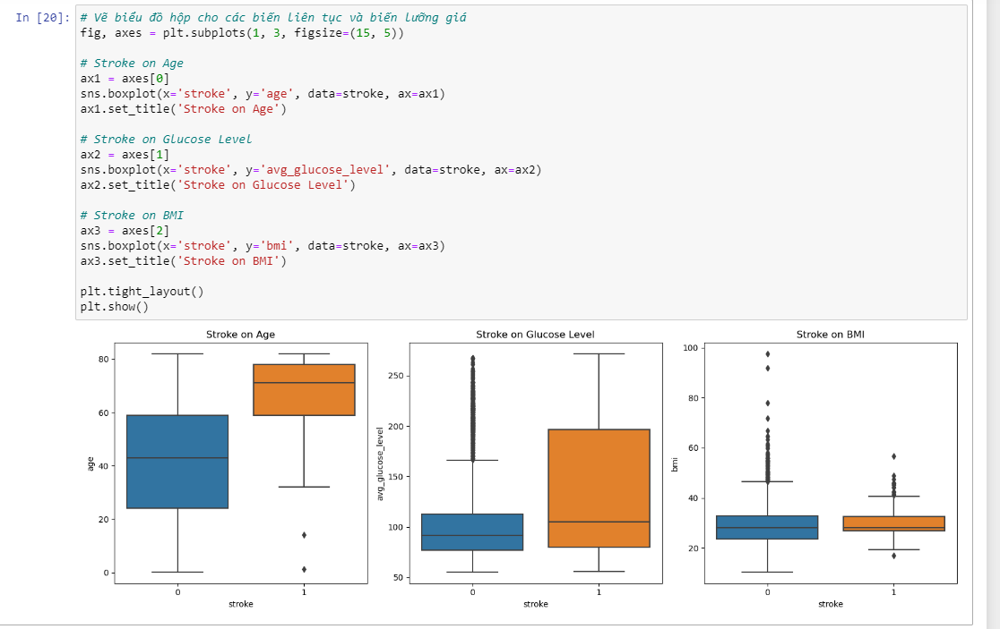 In [20]: # Vẽ biểu đồ hộp cho các biến liên tục và biến lưỡng giá
fig, axes = plt.subplots(1, 3, figsize=(15, 5))
# Stroke on Age
ax1 = axes[0]
sns.boxplot(x='stroke', y='age', data=stroke, ax=ax1)
ax1.set_title('Stroke on Age')
# Stroke on Glucose Level
ax2 = axes[1]
sns.boxplot(x='stroke', y='avg_glucose_level', data=stroke, ax=ax2)
ax2.set_title('Stroke on Glucose Level')
# Stroke on BMI
ax3 = axes[2]
sns.boxplot(x='stroke', y='bmi', data=stroke, ax=ax3)
ax3.set_title('Stroke on BMI')
plt.tight_layout()
plt.show()
Stroke on Age
80
60
40
20
0
age
0 1
stroke
Stroke on Glucose Level
250
200
150
100
50
avg_glucose_level
0 1
stroke
Stroke on BMI
100
80
60
40
20
bmi
0 1
stroke